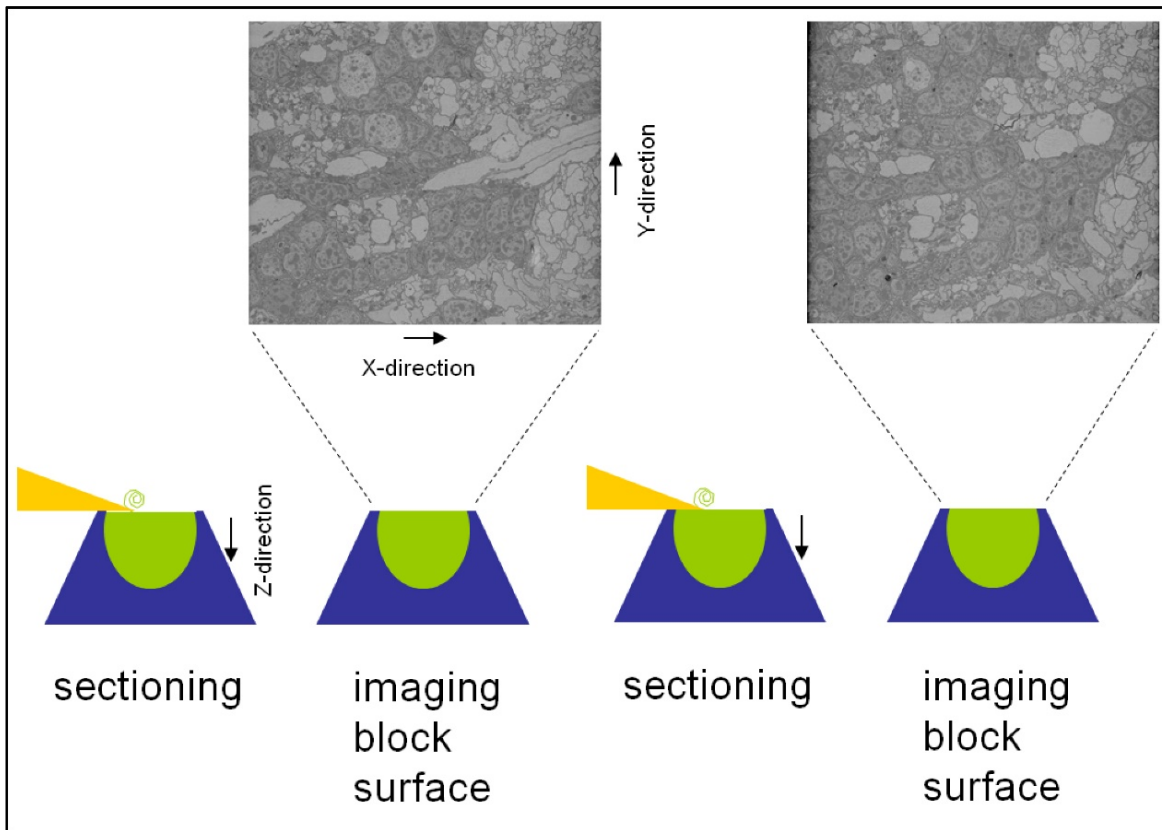 Y-direction
X-direction
Z-direction
sectioning
imaging
block
surface
sectioning
imaging
block
surface